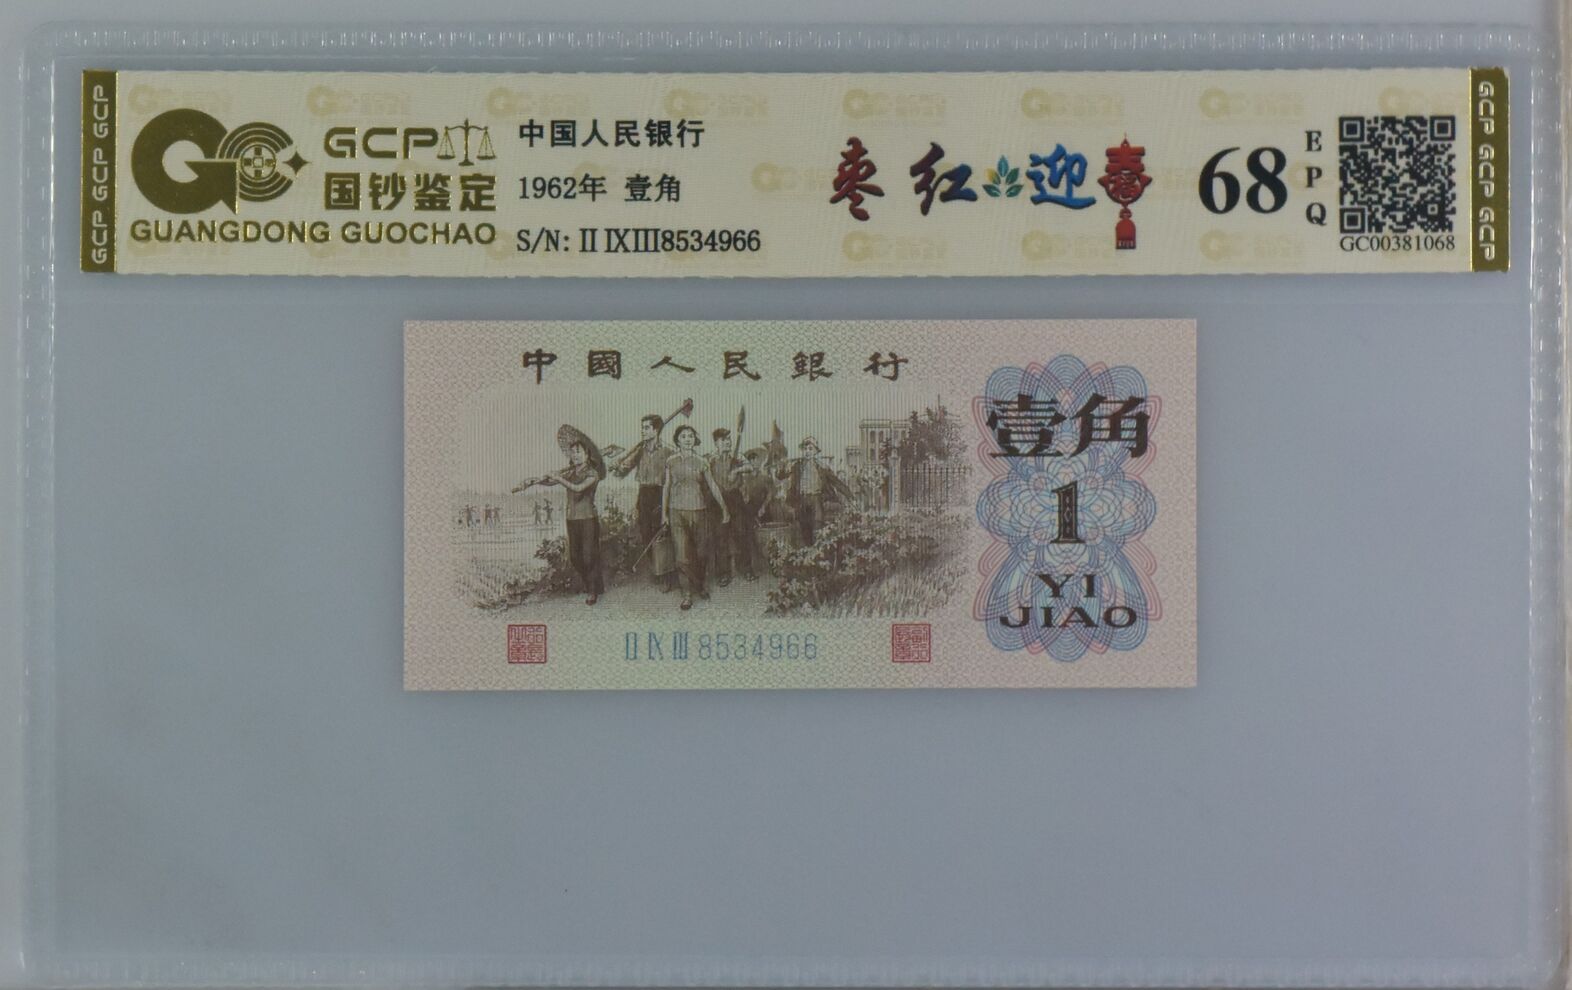 GCP GCP GCP
GCP
国钞鉴定
GUANGDONG GUOCHAO
中国人民银行
1962年 壹角
S/N: II IXIII8534966
枣红迎春
68
EPQ
GC00381068
GCP GCP GCP
中國人民銀行
壹角
1
YI
JIAO
II IX III 8534966